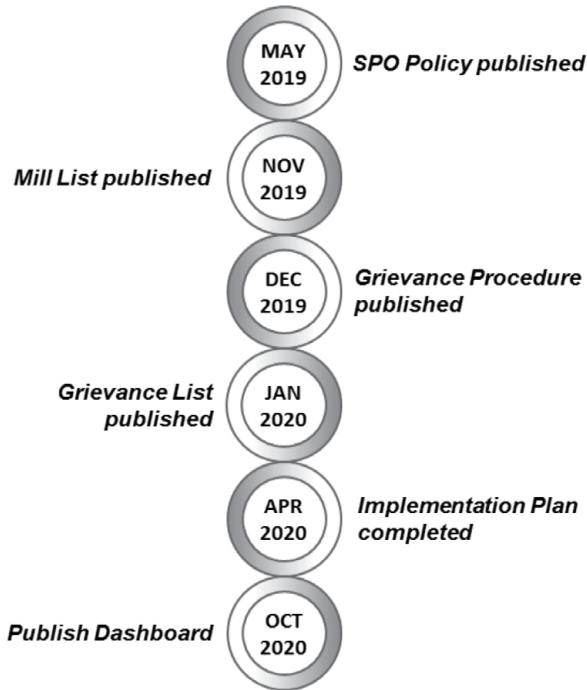 MAY
2019
SPO Policy published
Mill List published
NOV
2019
DEC
2019
Grievance Procedure
published
Grievance List
published
JAN
2020
APR
2020
Implementation Plan
completed
Publish Dashboard
OCT
2020